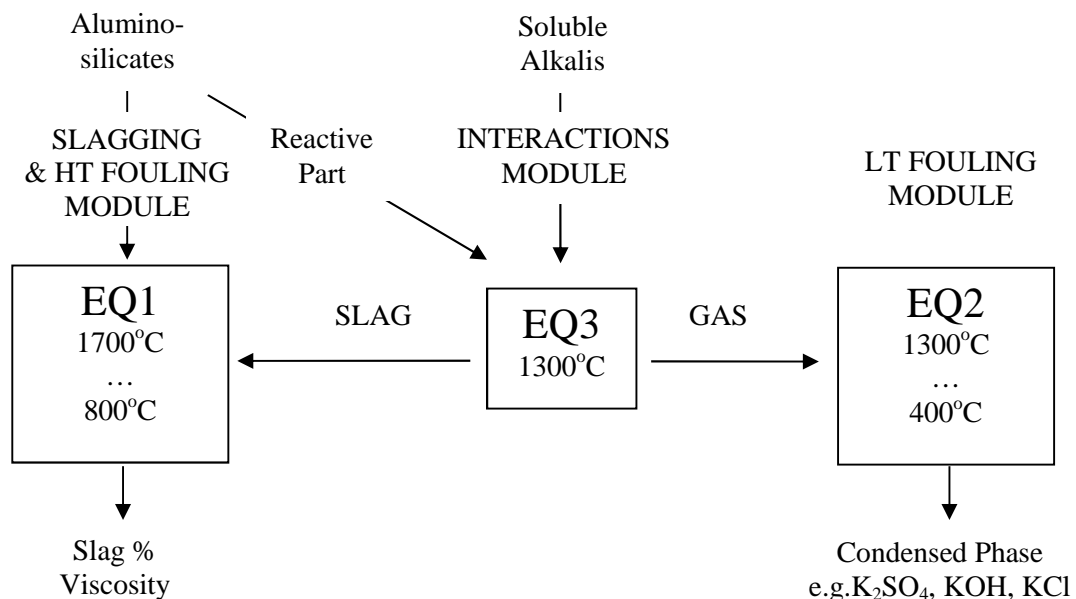 Alumino-
silicates
Soluble
Alkalis
SLAGGING
& HT FOULING
MODULE
Reactive
Part
INTERACTIONS
MODULE
LT FOULING
MODULE
EQ1
1700°C
…
800°C
SLAG
EQ3
1300°C
GAS
EQ2
1300°C
…
400°C
Slag %
Viscosity
Condensed Phase
e.g.K₂SO₄, KOH, KCl